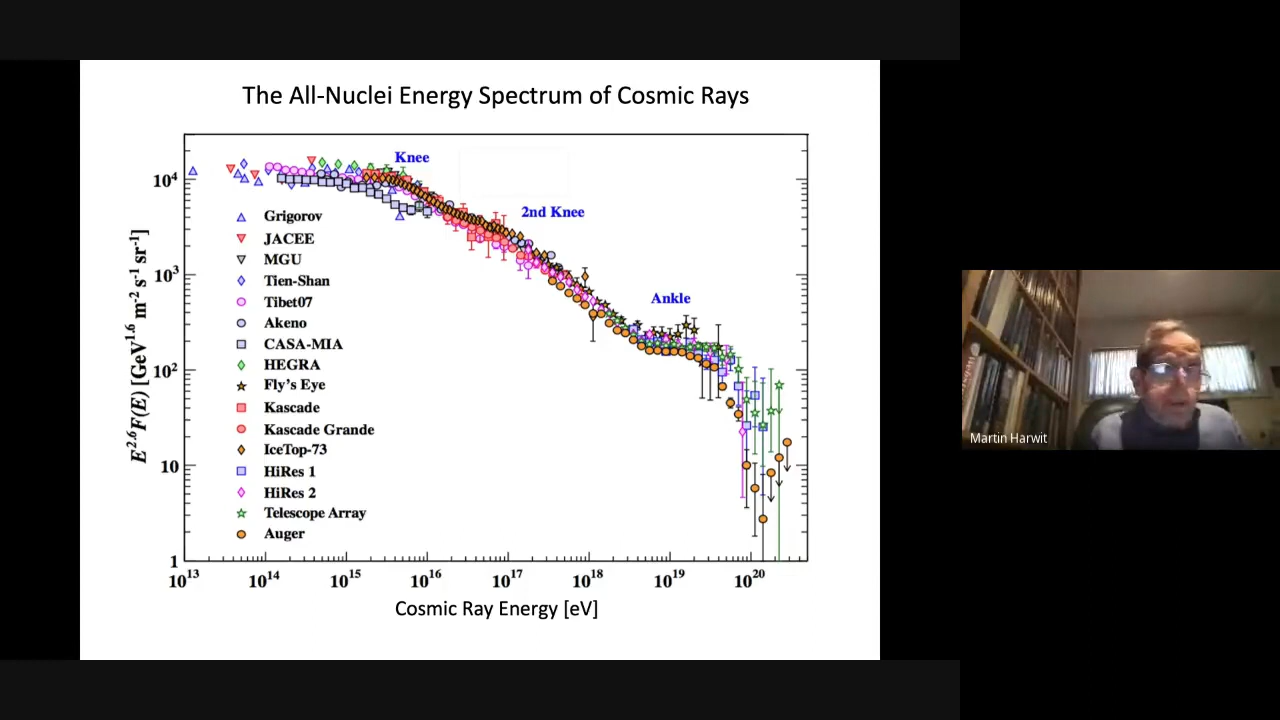 The All-Nuclei Energy Spectrum of Cosmic Rays
Knee
2nd Knee
Ankle
10⁴
10³
10²
10
1
E²·⁶F(E) [GeV¹·⁶ m⁻² s⁻¹ sr⁻¹]
Grigorov
JACEE
MGU
Tien-Shan
Tibet07
Akeno
CASA-MIA
HEGRA
Fly's Eye
Kascade
Kascade Grande
IceTop-73
HiRes 1
HiRes 2
Telescope Array
Auger
10¹³ 10¹⁴ 10¹⁵ 10¹⁶ 10¹⁷ 10¹⁸ 10¹⁹ 10²⁰
Cosmic Ray Energy [eV]
Martin Harwit